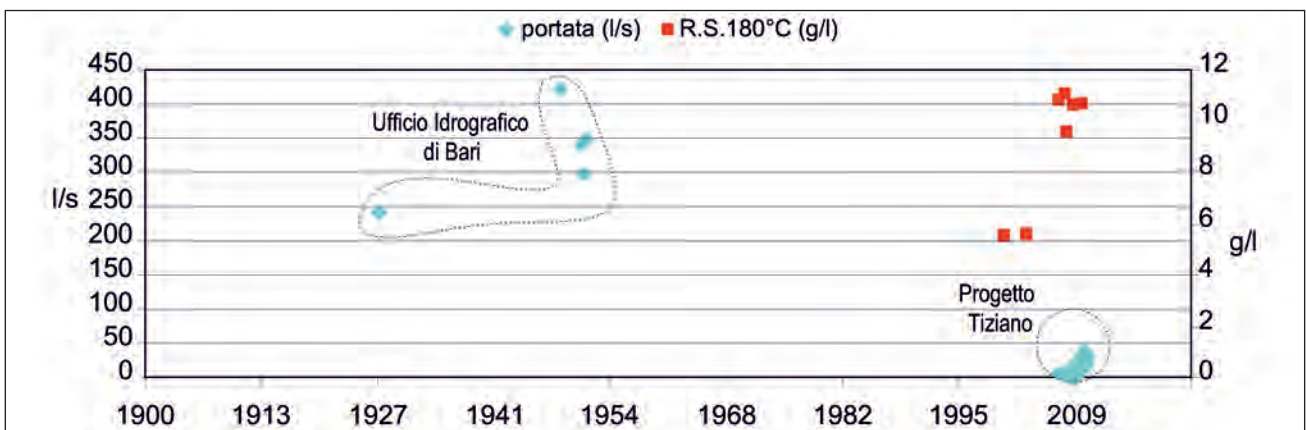 portata (l/s) R.S.180°C (g/l)
450
400
350
300
250
200
150
100
50
0
l/s
Ufficio Idrografico
di Bari
Progetto
Tiziano
12
10
8
6
4
2
0
g/l
1900 1913 1927 1941 1954 1968 1982 1995 2009